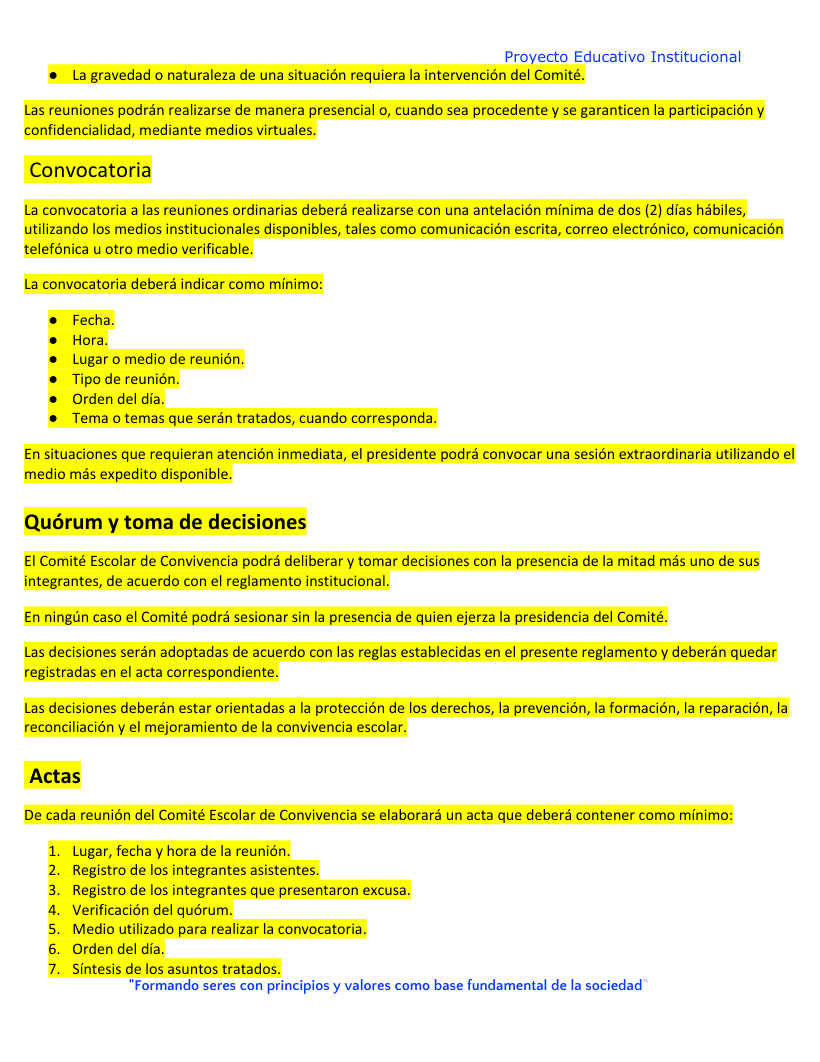 Proyecto Educativo Institucional
● La gravedad o naturaleza de una situación requiera la intervención del Comité.
Las reuniones podrán realizarse de manera presencial o, cuando sea procedente y se garanticen la participación y
confidencialidad, mediante medios virtuales.
Convocatoria
La convocatoria a las reuniones ordinarias deberá realizarse con una antelación mínima de dos (2) días hábiles,
utilizando los medios institucionales disponibles, tales como comunicación escrita, correo electrónico, comunicación
telefónica u otro medio verificable.
La convocatoria deberá indicar como mínimo:
● Fecha.
● Hora.
● Lugar o medio de reunión.
● Tipo de reunión.
● Orden del día.
● Tema o temas que serán tratados, cuando corresponda.
En situaciones que requieran atención inmediata, el presidente podrá convocar una sesión extraordinaria utilizando el
medio más expedito disponible.
Quórum y toma de decisiones
El Comité Escolar de Convivencia podrá deliberar y tomar decisiones con la presencia de la mitad más uno de sus
integrantes, de acuerdo con el reglamento institucional.
En ningún caso el Comité podrá sesionar sin la presencia de quien ejerza la presidencia del Comité.
Las decisiones serán adoptadas de acuerdo con las reglas establecidas en el presente reglamento y deberán quedar
registradas en el acta correspondiente.
Las decisiones deberán estar orientadas a la protección de los derechos, la prevención, la formación, la reparación, la
reconciliación y el mejoramiento de la convivencia escolar.
Actas
De cada reunión del Comité Escolar de Convivencia se elaborará un acta que deberá contener como mínimo:
1. Lugar, fecha y hora de la reunión.
2. Registro de los integrantes asistentes.
3. Registro de los integrantes que presentaron excusa.
4. Verificación del quórum.
5. Medio utilizado para realizar la convocatoria.
6. Orden del día.
7. Síntesis de los asuntos tratados.
"Formando seres con principios y valores como base fundamental de la sociedad"